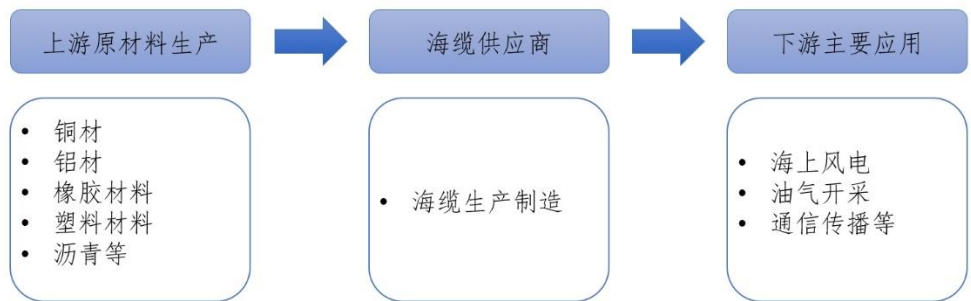 上游原材料生产
海缆供应商
下游主要应用
• 铜材
• 铝材
• 橡胶材料
• 塑料材料
• 沥青等
• 海缆生产制造
• 海上风电
• 油气开采
• 通信传播等